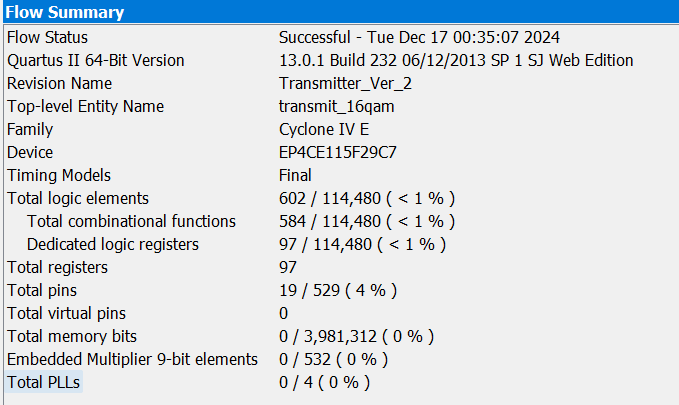 Flow Summary
Flow Status Successful - Tue Dec 17 00:35:07 2024
Quartus II 64-Bit Version 13.0.1 Build 232 06/12/2013 SP 1 SJ Web Edition
Revision Name Transmitter_Ver_2
Top-level Entity Name transmit_16qam
Family Cyclone IV E
Device EP4CE115F29C7
Timing Models Final
Total logic elements 602 / 114,480 ( < 1 % )
Total combinational functions 584 / 114,480 ( < 1 % )
Dedicated logic registers 97 / 114,480 ( < 1 % )
Total registers 97
Total pins 19 / 529 ( 4 % )
Total virtual pins 0
Total memory bits 0 / 3,981,312 ( 0 % )
Embedded Multiplier 9-bit elements 0 / 532 ( 0 % )
Total PLLs 0 / 4 ( 0 % )